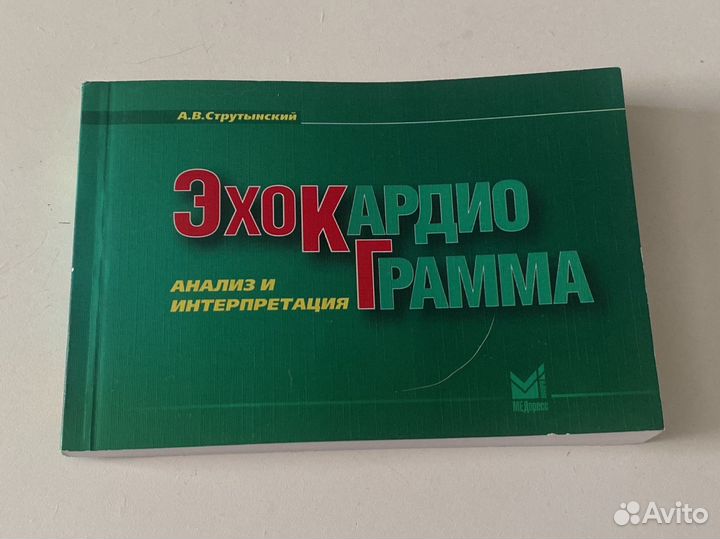 А.В.Струтынский
ЭХОКАРДИО
ГРАММА
АНАЛИЗ И
ИНТЕРПРЕТАЦИЯ
МЕДпресс
Avito